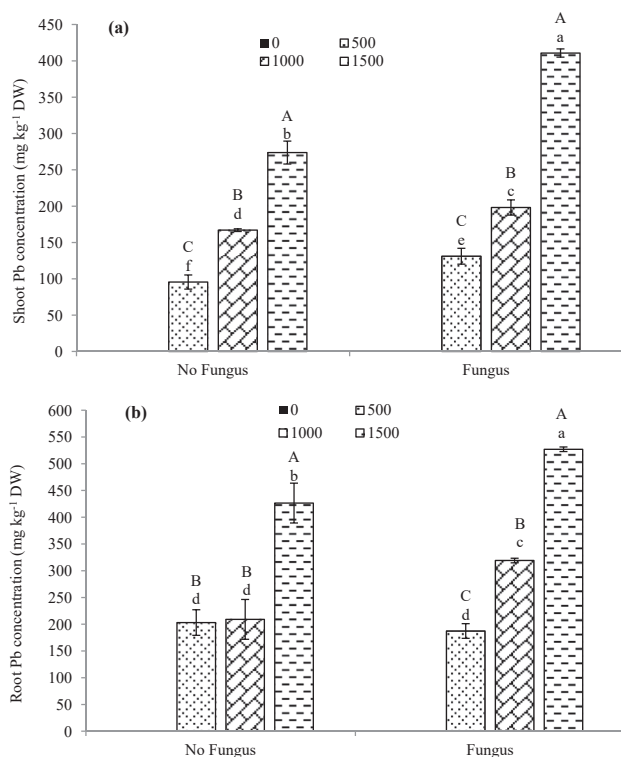 (a)
0 500
1000 1500
Shoot Pb concentration (mg kg-1 DW)
450
400
350
300
250
200
150
100
50
0
C
f
B
d
A
b
C
e
B
c
A
a
No Fungus Fungus
(b)
0 500
1000 1500
Root Pb concentration (mg kg-1 DW)
600
550
500
450
400
350
300
250
200
150
100
50
0
B
d
B
d
A
b
C
d
B
c
A
a
No Fungus Fungus